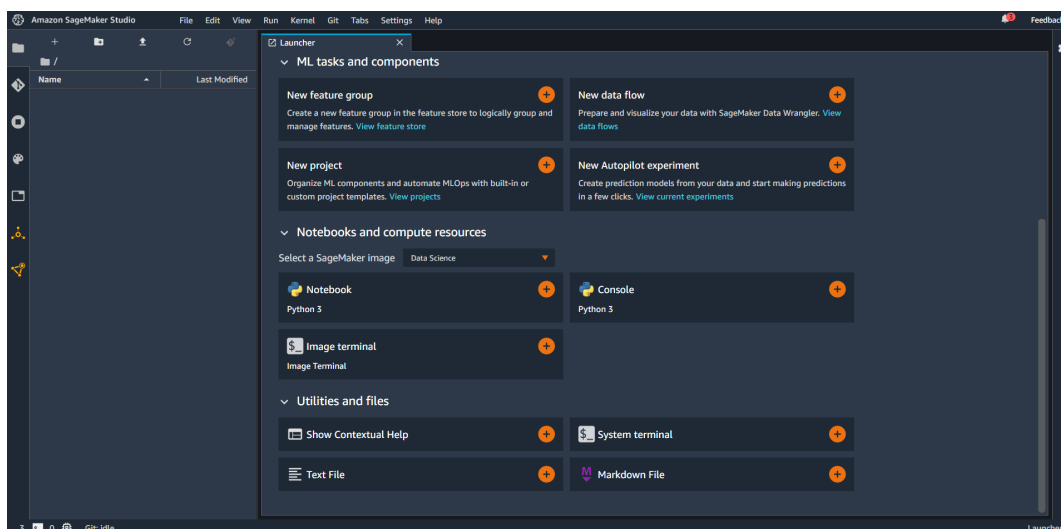 Amazon SageMaker Studio File Edit View Run Kernel Git Tabs Settings Help 3 Feedback
Launcher
/
Name Last Modified
ML tasks and components
New feature group
Create a new feature group in the feature store to logically group and
manage features. View feature store
New data flow
Prepare and visualize your data with SageMaker Data Wrangler. View
data flows
New project
Organize ML components and automate MLOps with built-in or
custom project templates. View projects
New Autopilot experiment
Create prediction models from your data and start making predictions
in a few clicks. View current experiments
Notebooks and compute resources
Select a SageMaker image Data Science
Notebook
Python 3
Console
Python 3
$_ Image terminal
Image Terminal
Utilities and files
Show Contextual Help
$_ System terminal
Text File
M Markdown File
3 0 Git: idle Launcher